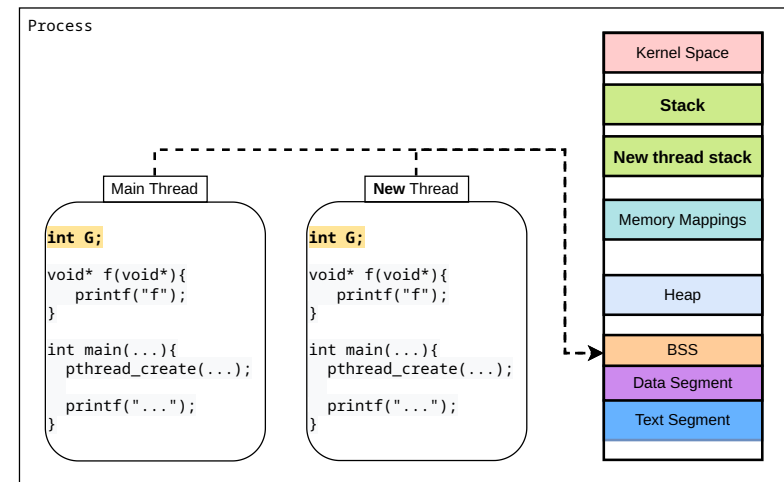 Process
Main Thread
int G;
void* f(void*){
   printf("f");
}
int main(...){
  pthread_create(...);
  printf("...");
}
New Thread
int G;
void* f(void*){
   printf("f");
}
int main(...){
  pthread_create(...);
  printf("...");
}
Kernel Space
Stack
New thread stack
Memory Mappings
Heap
BSS
Data Segment
Text Segment